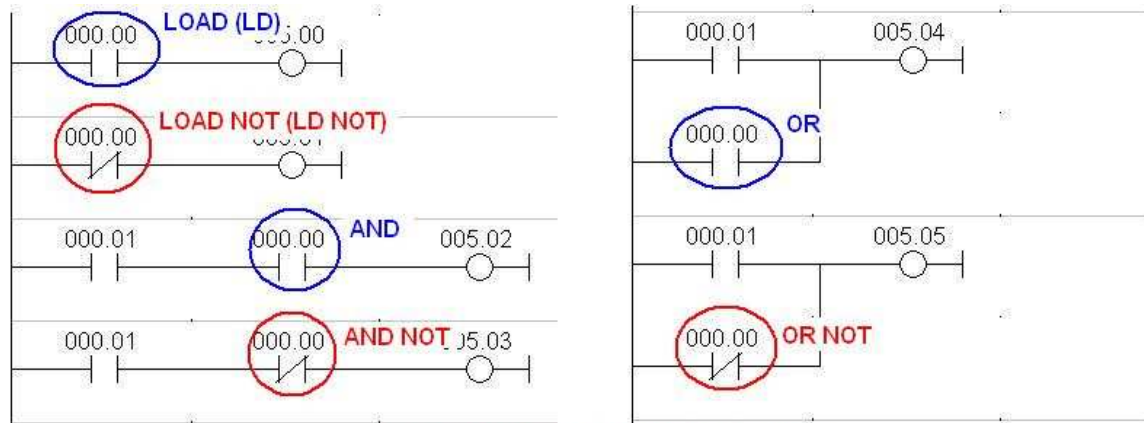 LOAD (LD)
000.00
LOAD NOT (LD NOT)
000.00
AND
000.01 000.00 005.02
AND NOT
000.01 000.00
000.01 005.04
000.00 OR
000.01 005.05
000.00 OR NOT